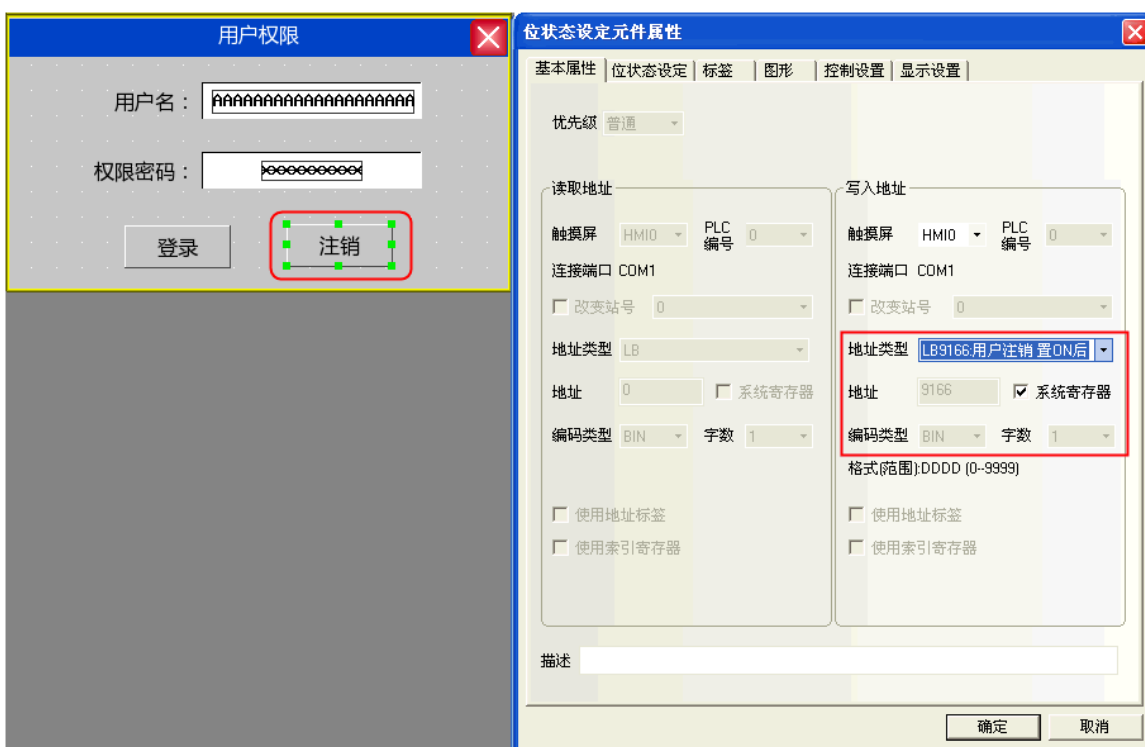 用户权限
用户名：
AAAAAAAAAAAAAAAAAAAA
权限密码：
登录
注销
位状态设定元件属性
基本属性 位状态设定 标签 图形 控制设置 显示设置
优先级 普通
读取地址
触摸屏 HMI0 PLC编号 0
连接端口 COM1
改变站号 0
地址类型 LB
地址 0 系统寄存器
编码类型 BIN 字数 1
使用地址标签
使用索引寄存器
写入地址
触摸屏 HMI0 PLC编号 0
连接端口 COM1
改变站号 0
地址类型 LB9166:用户注销 置ON后
地址 9166 系统寄存器
编码类型 BIN 字数 1
格式(范围):DDDD (0--9999)
使用地址标签
使用索引寄存器
描述
确定 取消